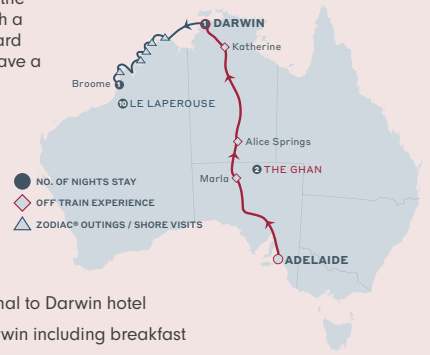 the
h a
ard
ave a
1 DARWIN
Katherine
Broome 1
10 LE LAPEROUSE
Alice Springs
2 THE GHAN
Marla
NO. OF NIGHTS STAY
OFF TRAIN EXPERIENCE
ZODIAC® OUTINGS / SHORE VISITS
ADELAIDE
nal to Darwin hotel
win including breakfast